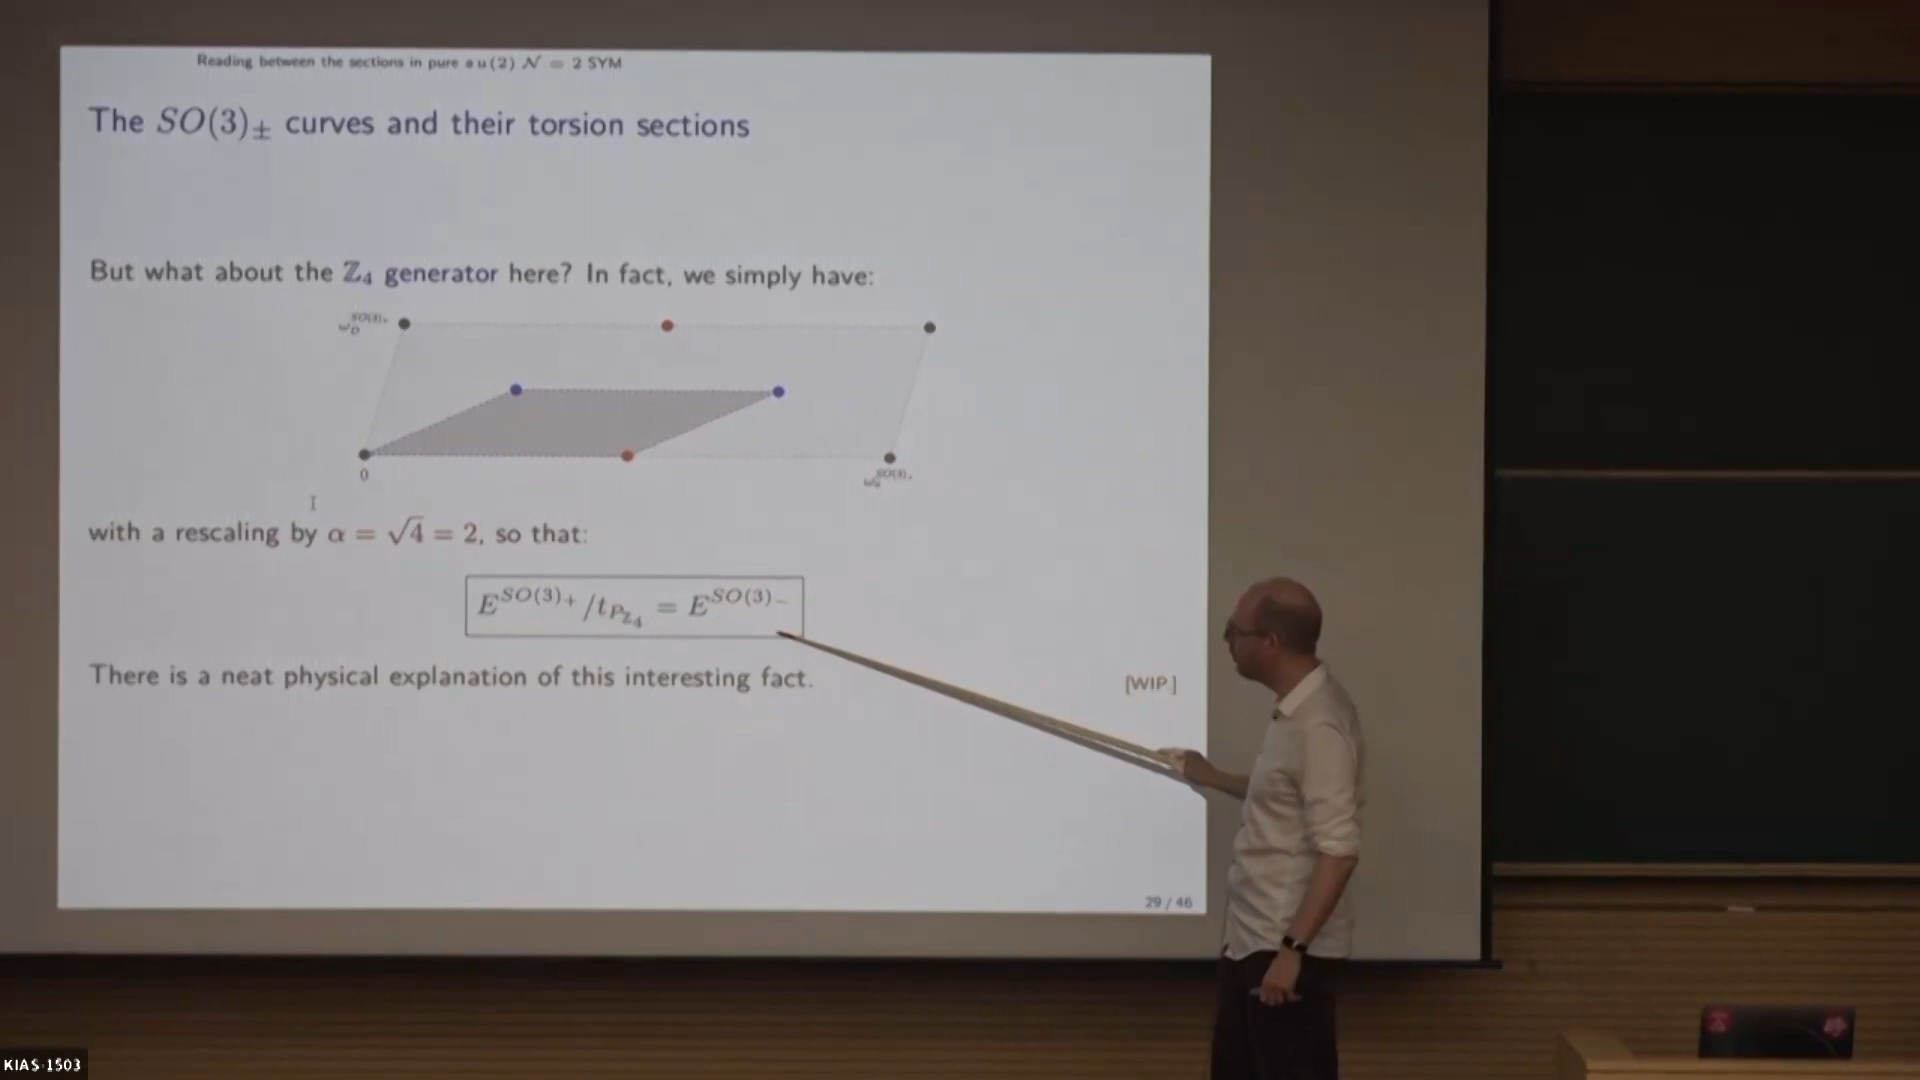 Reading between the sections in pure su(2) N = 2 SYM
The SO(3)± curves and their torsion sections
But what about the ℤ₄ generator here? In fact, we simply have:
ω_D^{SO(3)+}
0
with a rescaling by α = √4 = 2, so that:
E^{SO(3)+}/t_{P_{ℤ₄}} = E^{SO(3)−}
There is a neat physical explanation of this interesting fact.
[WIP]
29 / 46
KIAS 1503